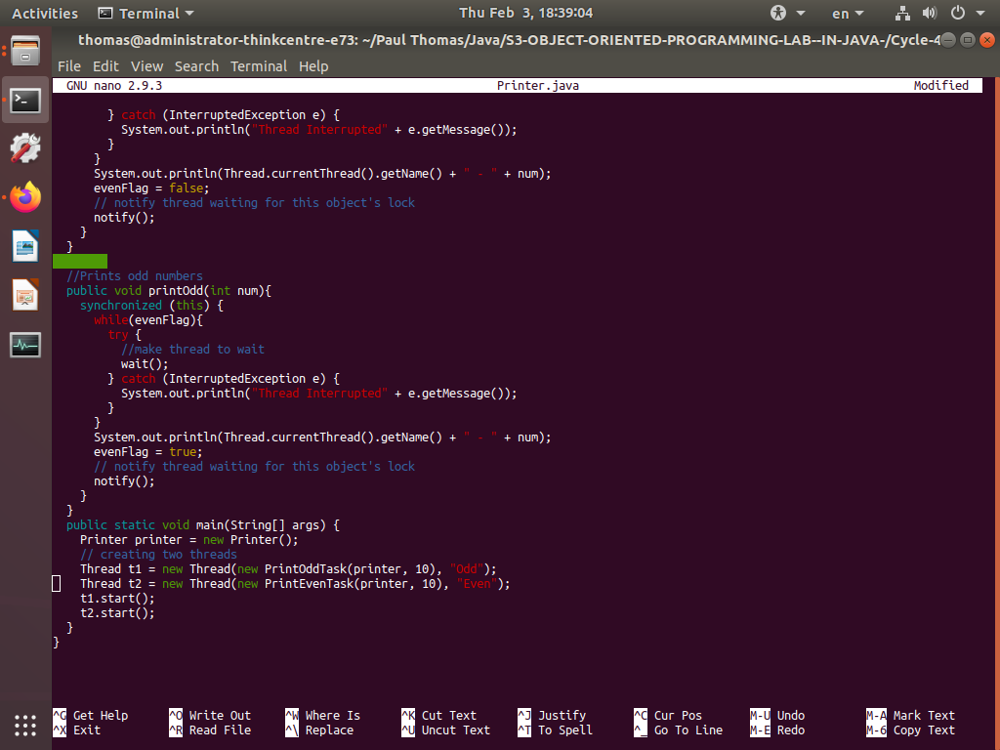 Activities Terminal Thu Feb 3, 18:39:04 en
thomas@administrator-thinkcentre-e73: ~/Paul Thomas/Java/S3-OBJECT-ORIENTED-PROGRAMMING-LAB--IN-JAVA-/Cycle-4
File Edit View Search Terminal Help
GNU nano 2.9.3 Printer.java Modified
} catch (InterruptedException e) {
System.out.println("Thread Interrupted" + e.getMessage());
}
}
System.out.println(Thread.currentThread().getName() + " - " + num);
evenFlag = false;
// notify thread waiting for this object's lock
notify();
}
}
//Prints odd numbers
public void printOdd(int num){
synchronized (this) {
while(evenFlag){
try {
//make thread to wait
wait();
} catch (InterruptedException e) {
System.out.println("Thread Interrupted" + e.getMessage());
}
}
System.out.println(Thread.currentThread().getName() + " - " + num);
evenFlag = true;
// notify thread waiting for this object's lock
notify();
}
}
public static void main(String[] args) {
Printer printer = new Printer();
// creating two threads
Thread t1 = new Thread(new PrintOddTask(printer, 10), "Odd");
Thread t2 = new Thread(new PrintEvenTask(printer, 10), "Even");
t1.start();
t2.start();
}
}
^G Get Help ^O Write Out ^W Where Is ^K Cut Text ^J Justify ^C Cur Pos M-U Undo M-A Mark Text
^X Exit ^R Read File ^\ Replace ^U Uncut Text ^T To Spell ^_ Go To Line M-E Redo M-6 Copy Text